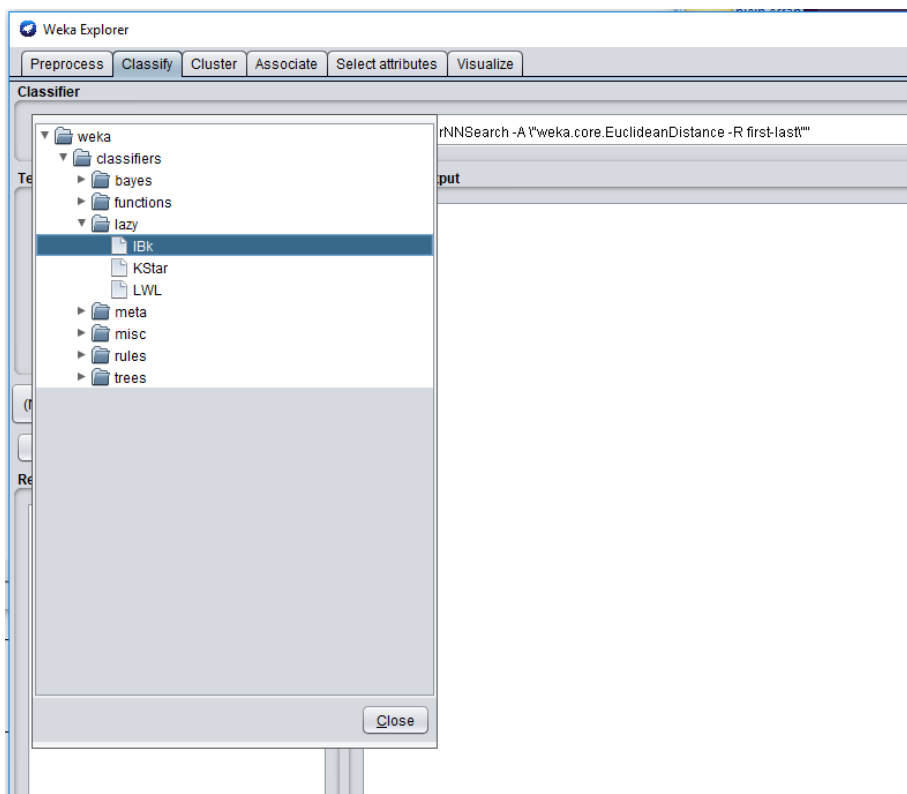 Weka Explorer
Preprocess Classify Cluster Associate Select attributes Visualize
Classifier
rNNSearch -A \"weka.core.EuclideanDistance -R first-last\""
weka
classifiers
bayes
functions
lazy
IBk
KStar
LWL
meta
misc
rules
trees
Close